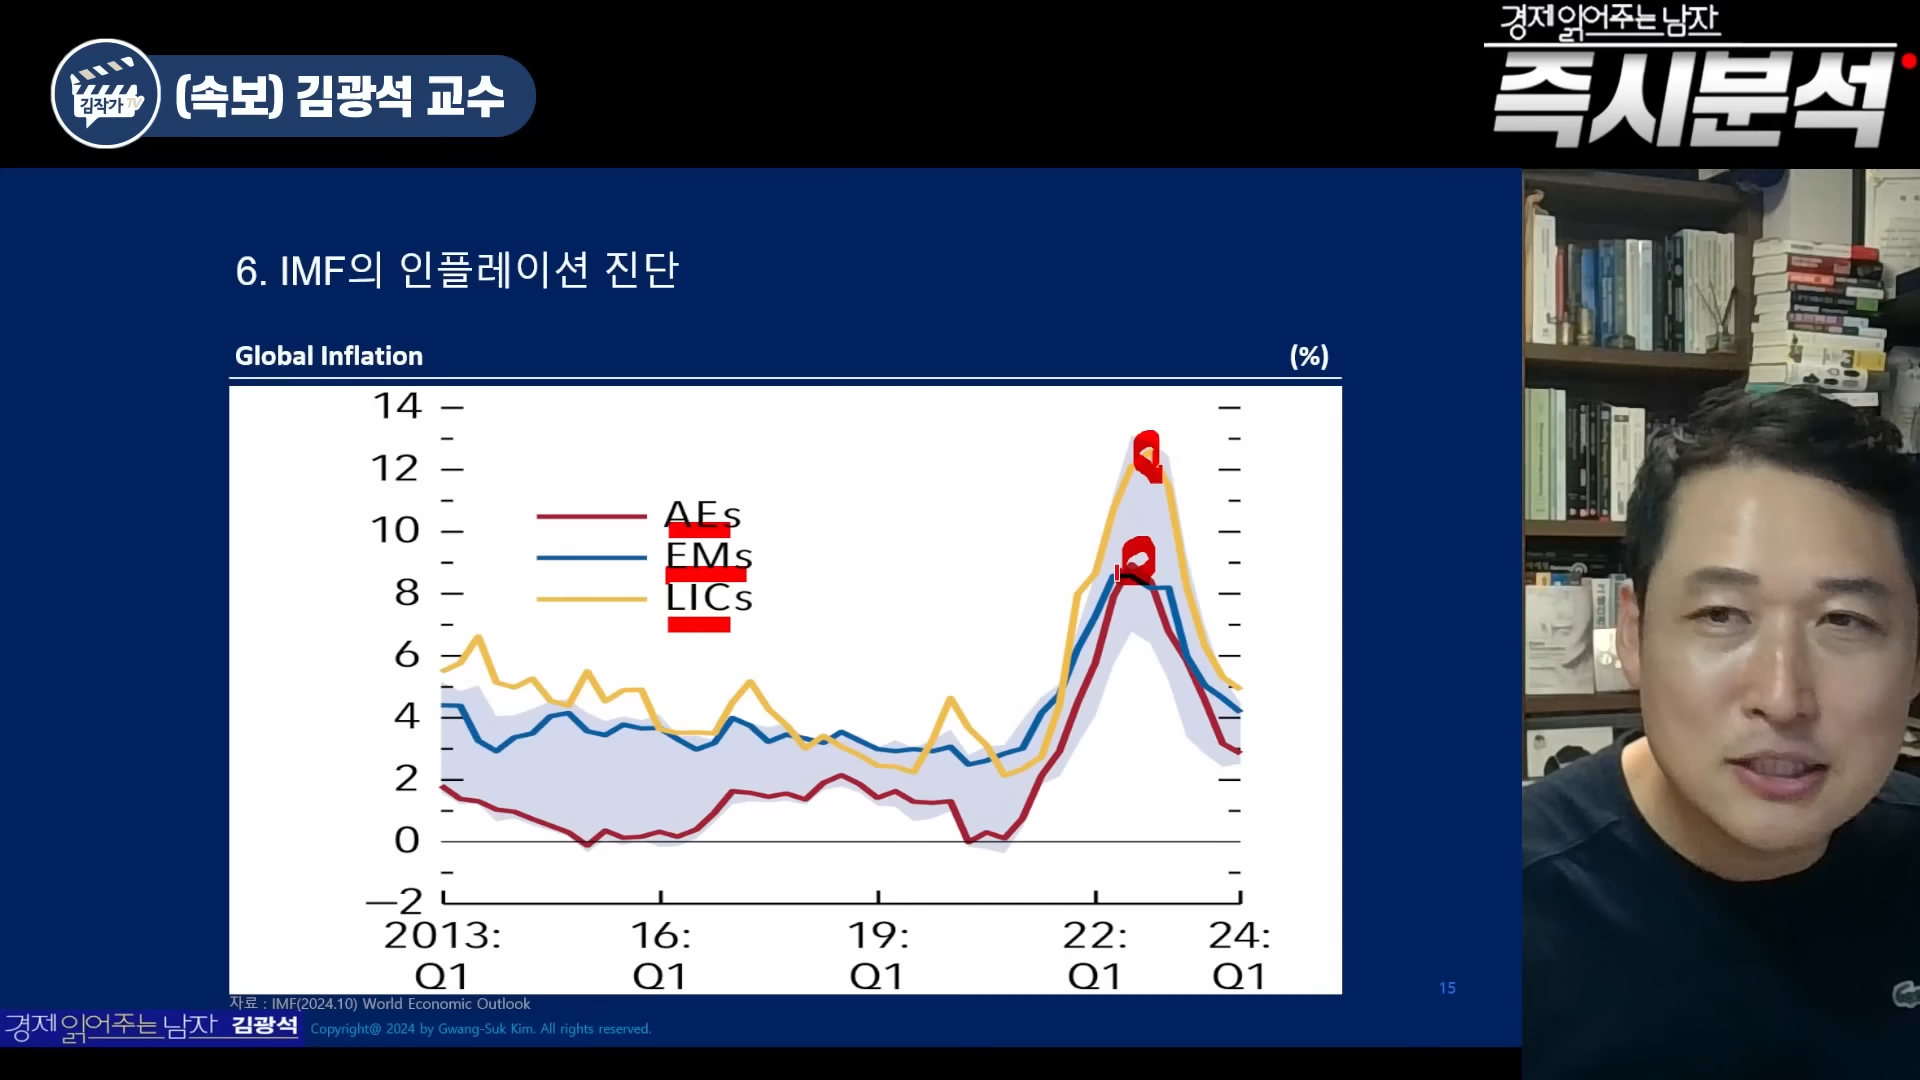 경제 읽어주는 남자
즉시분석
김작가 TV
(속보) 김광석 교수
6. IMF의 인플레이션 진단
Global Inflation (%)
14
12
10
8
6
4
2
0
—2
AEs
EMs
LICs
2013: 16: 19: 22: 24:
Q1 Q1 Q1 Q1 Q1
자료 : IMF(2024.10) World Economic Outlook
15
경제 읽어주는 남자 김광석
Copyright@ 2024 by Gwang-Suk Kim. All rights reserved.